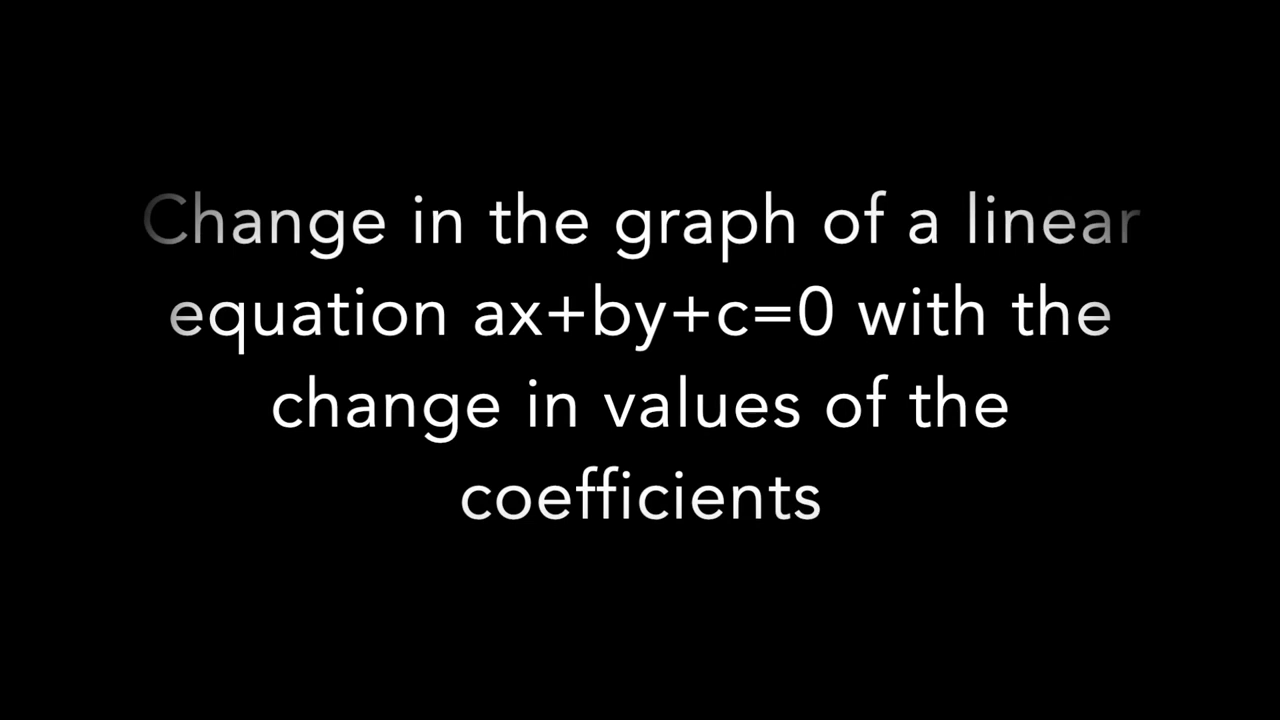 Change in the graph of a linear
equation ax+by+c=0 with the
change in values of the
coefficients